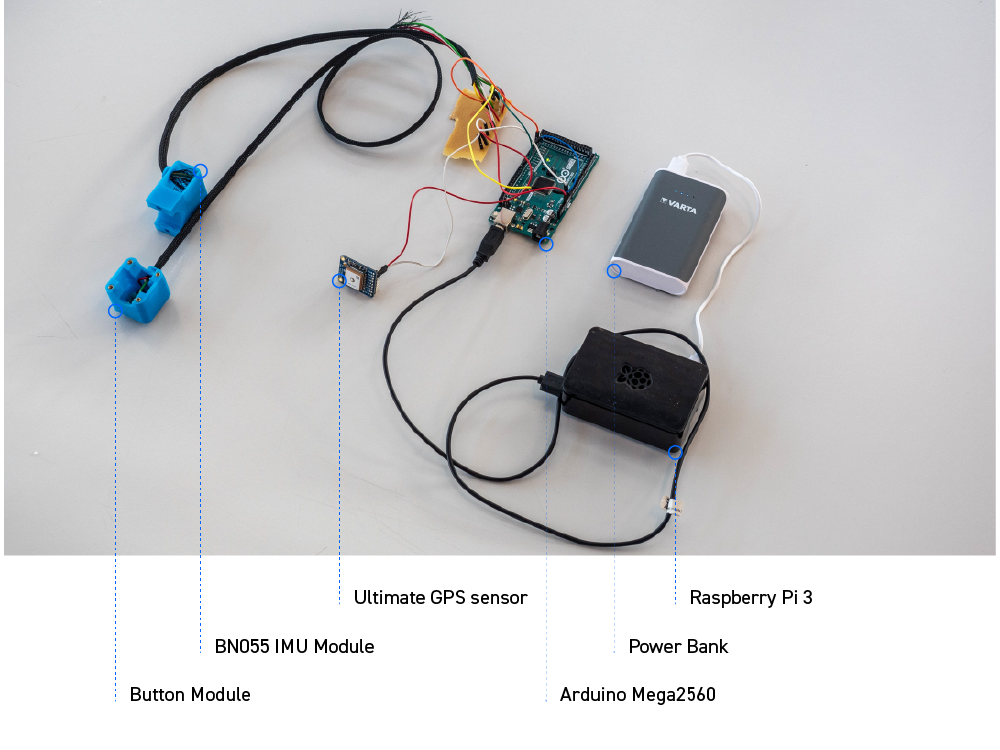 VARTA
Ultimate GPS sensor
Raspberry Pi 3
BN055 IMU Module
Power Bank
Button Module
Arduino Mega2560